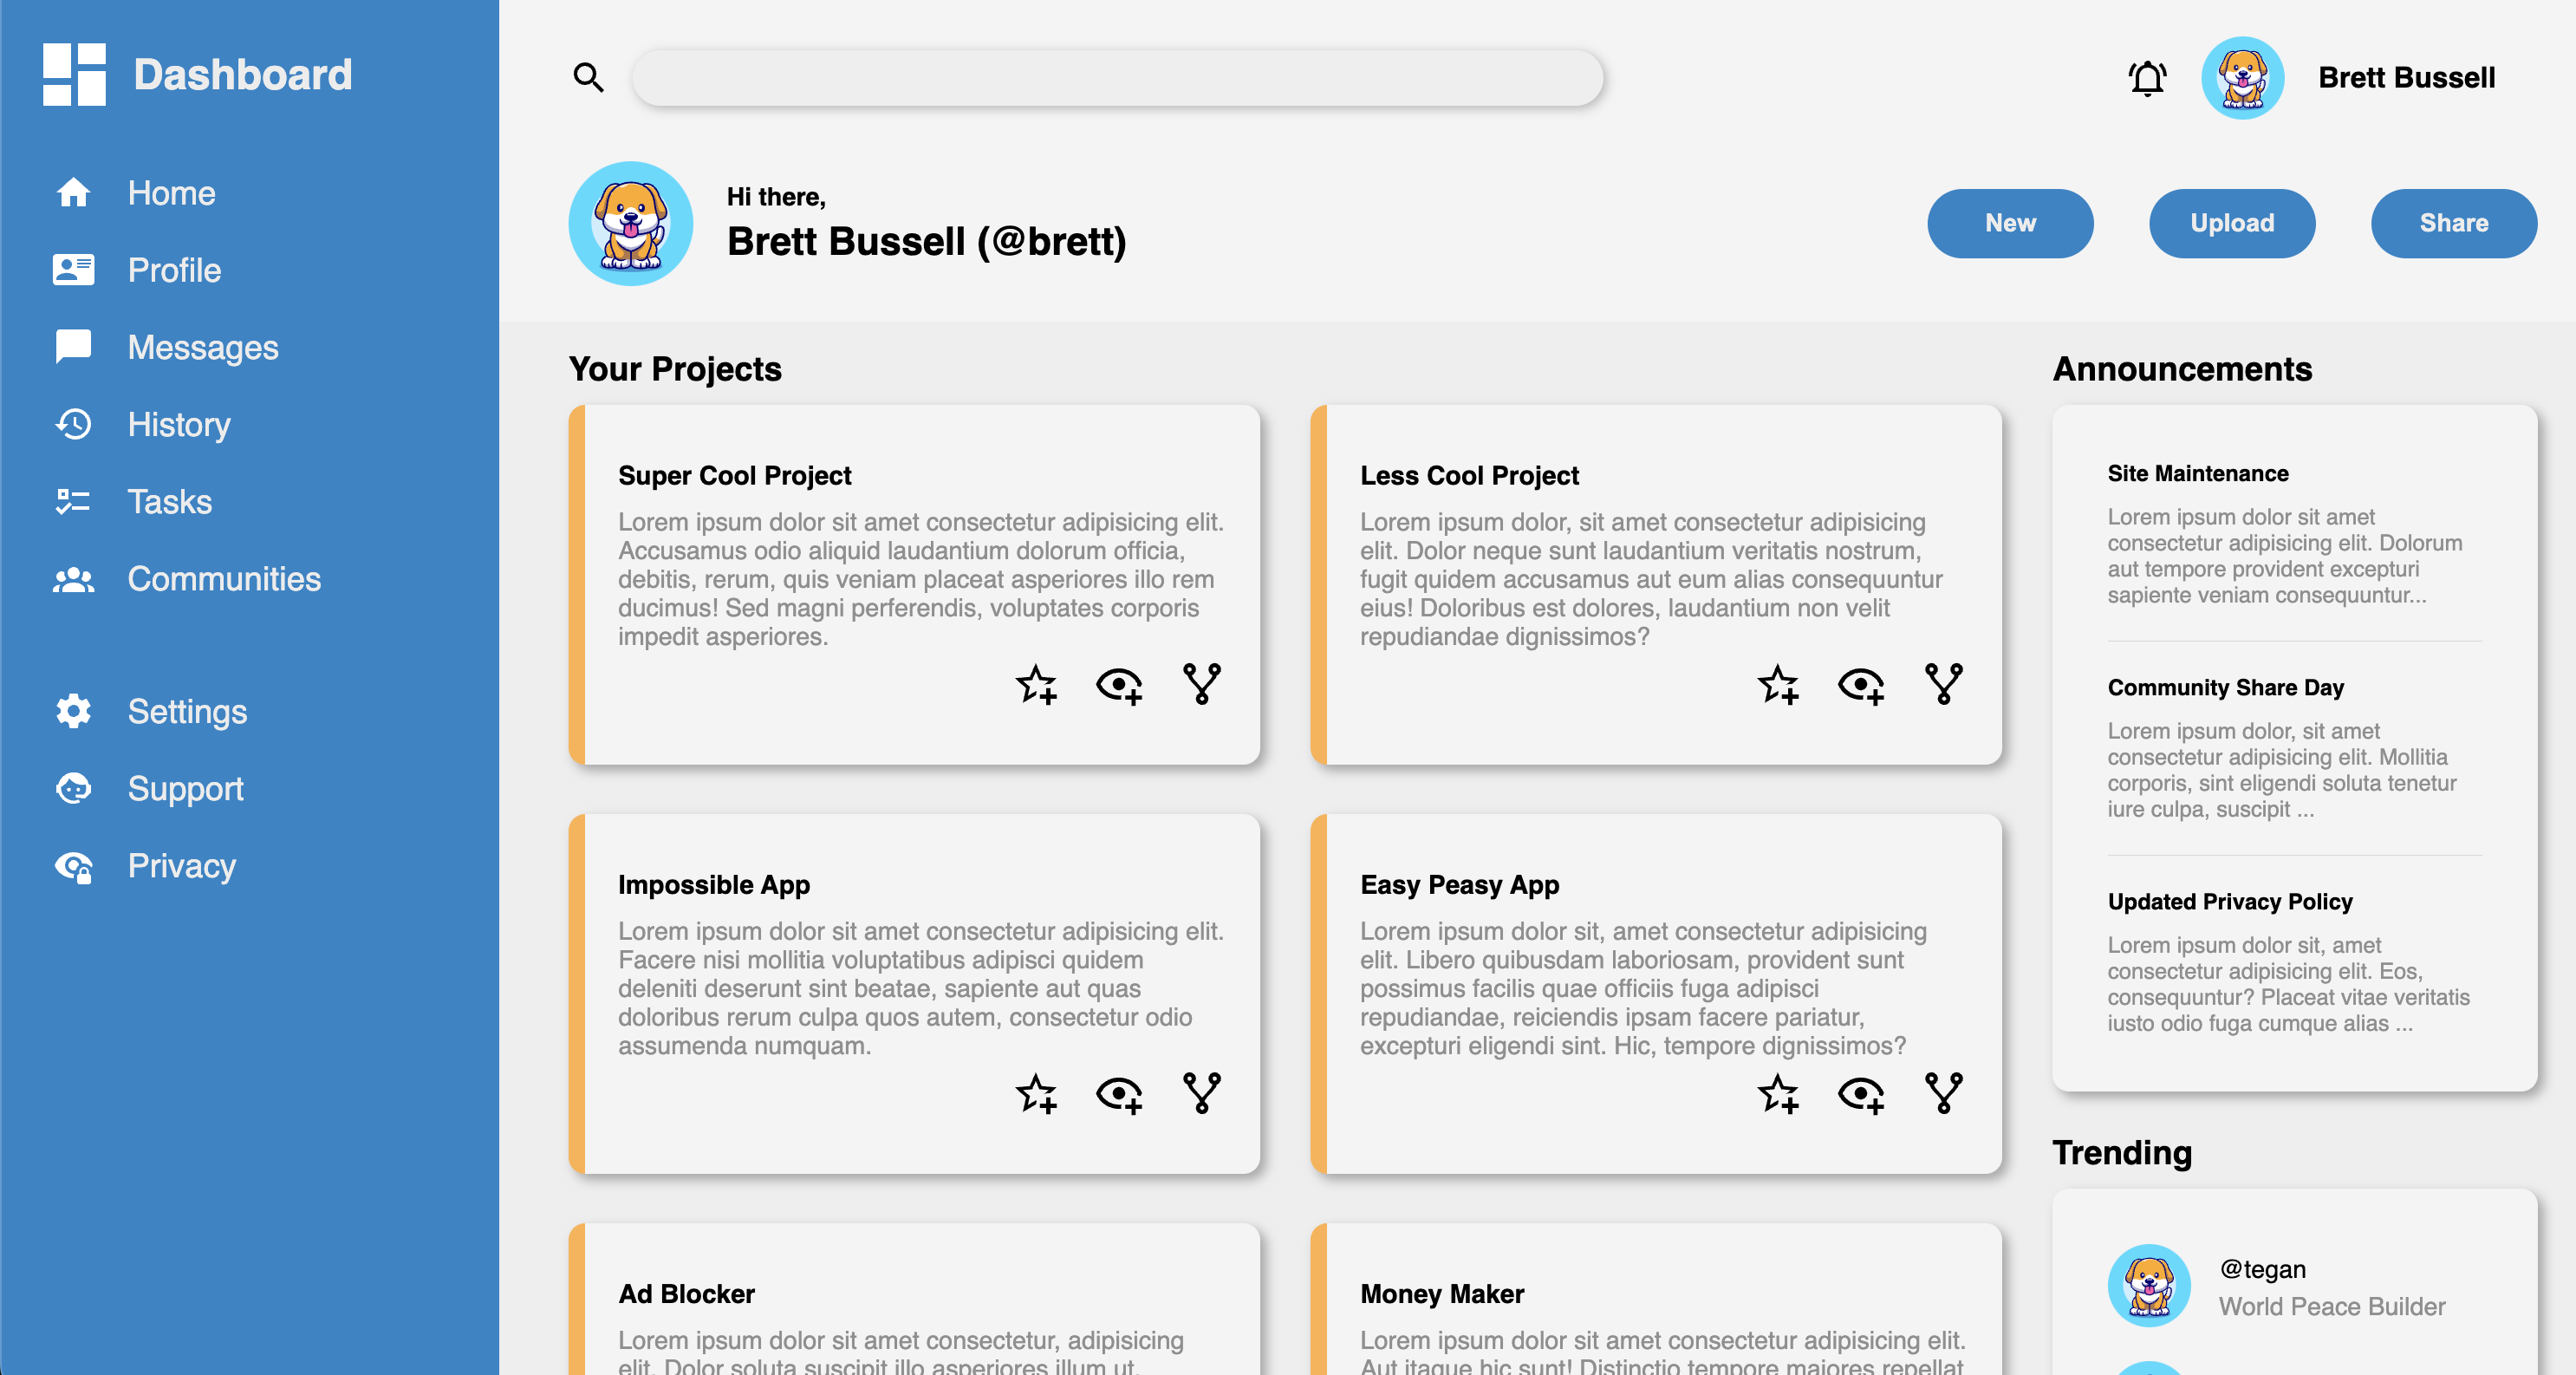 Dashboard
Home
Profile
Messages
History
Tasks
Communities
Settings
Support
Privacy
Brett Bussell
Hi there,
Brett Bussell (@brett)
New
Upload
Share
Your Projects
Super Cool Project
Lorem ipsum dolor sit amet consectetur adipisicing elit.
Accusamus odio aliquid laudantium dolorum officia,
debitis, rerum, quis veniam placeat asperiores illo rem
ducimus! Sed magni perferendis, voluptates corporis
impedit asperiores.
Less Cool Project
Lorem ipsum dolor, sit amet consectetur adipisicing
elit. Dolor neque sunt laudantium veritatis nostrum,
fugit quidem accusamus aut eum alias consequuntur
eius! Doloribus est dolores, laudantium non velit
repudiandae dignissimos?
Impossible App
Lorem ipsum dolor sit amet consectetur adipisicing elit.
Facere nisi mollitia voluptatibus adipisci quidem
deleniti deserunt sint beatae, sapiente aut quas
doloribus rerum culpa quos autem, consectetur odio
assumenda numquam.
Easy Peasy App
Lorem ipsum dolor sit, amet consectetur adipisicing
elit. Libero quibusdam laboriosam, provident sunt
possimus facilis quae officiis fuga adipisci
repudiandae, reiciendis ipsam facere pariatur,
excepturi eligendi sint. Hic, tempore dignissimos?
Ad Blocker
Lorem ipsum dolor sit amet consectetur, adipisicing
elit. Dolor soluta suscipit illo asperiores illum ut.
Money Maker
Lorem ipsum dolor sit amet consectetur adipisicing elit.
Aut itaque hic sunt! Distinctio tempore maiores repellat
Announcements
Site Maintenance
Lorem ipsum dolor sit amet
consectetur adipisicing elit. Dolorum
aut tempore provident excepturi
sapiente veniam consequuntur...
Community Share Day
Lorem ipsum dolor, sit amet
consectetur adipisicing elit. Mollitia
corporis, sint eligendi soluta tenetur
iure culpa, suscipit ...
Updated Privacy Policy
Lorem ipsum dolor sit, amet
consectetur adipisicing elit. Eos,
consequuntur? Placeat vitae veritatis
iusto odio fuga cumque alias ...
Trending
@tegan
World Peace Builder